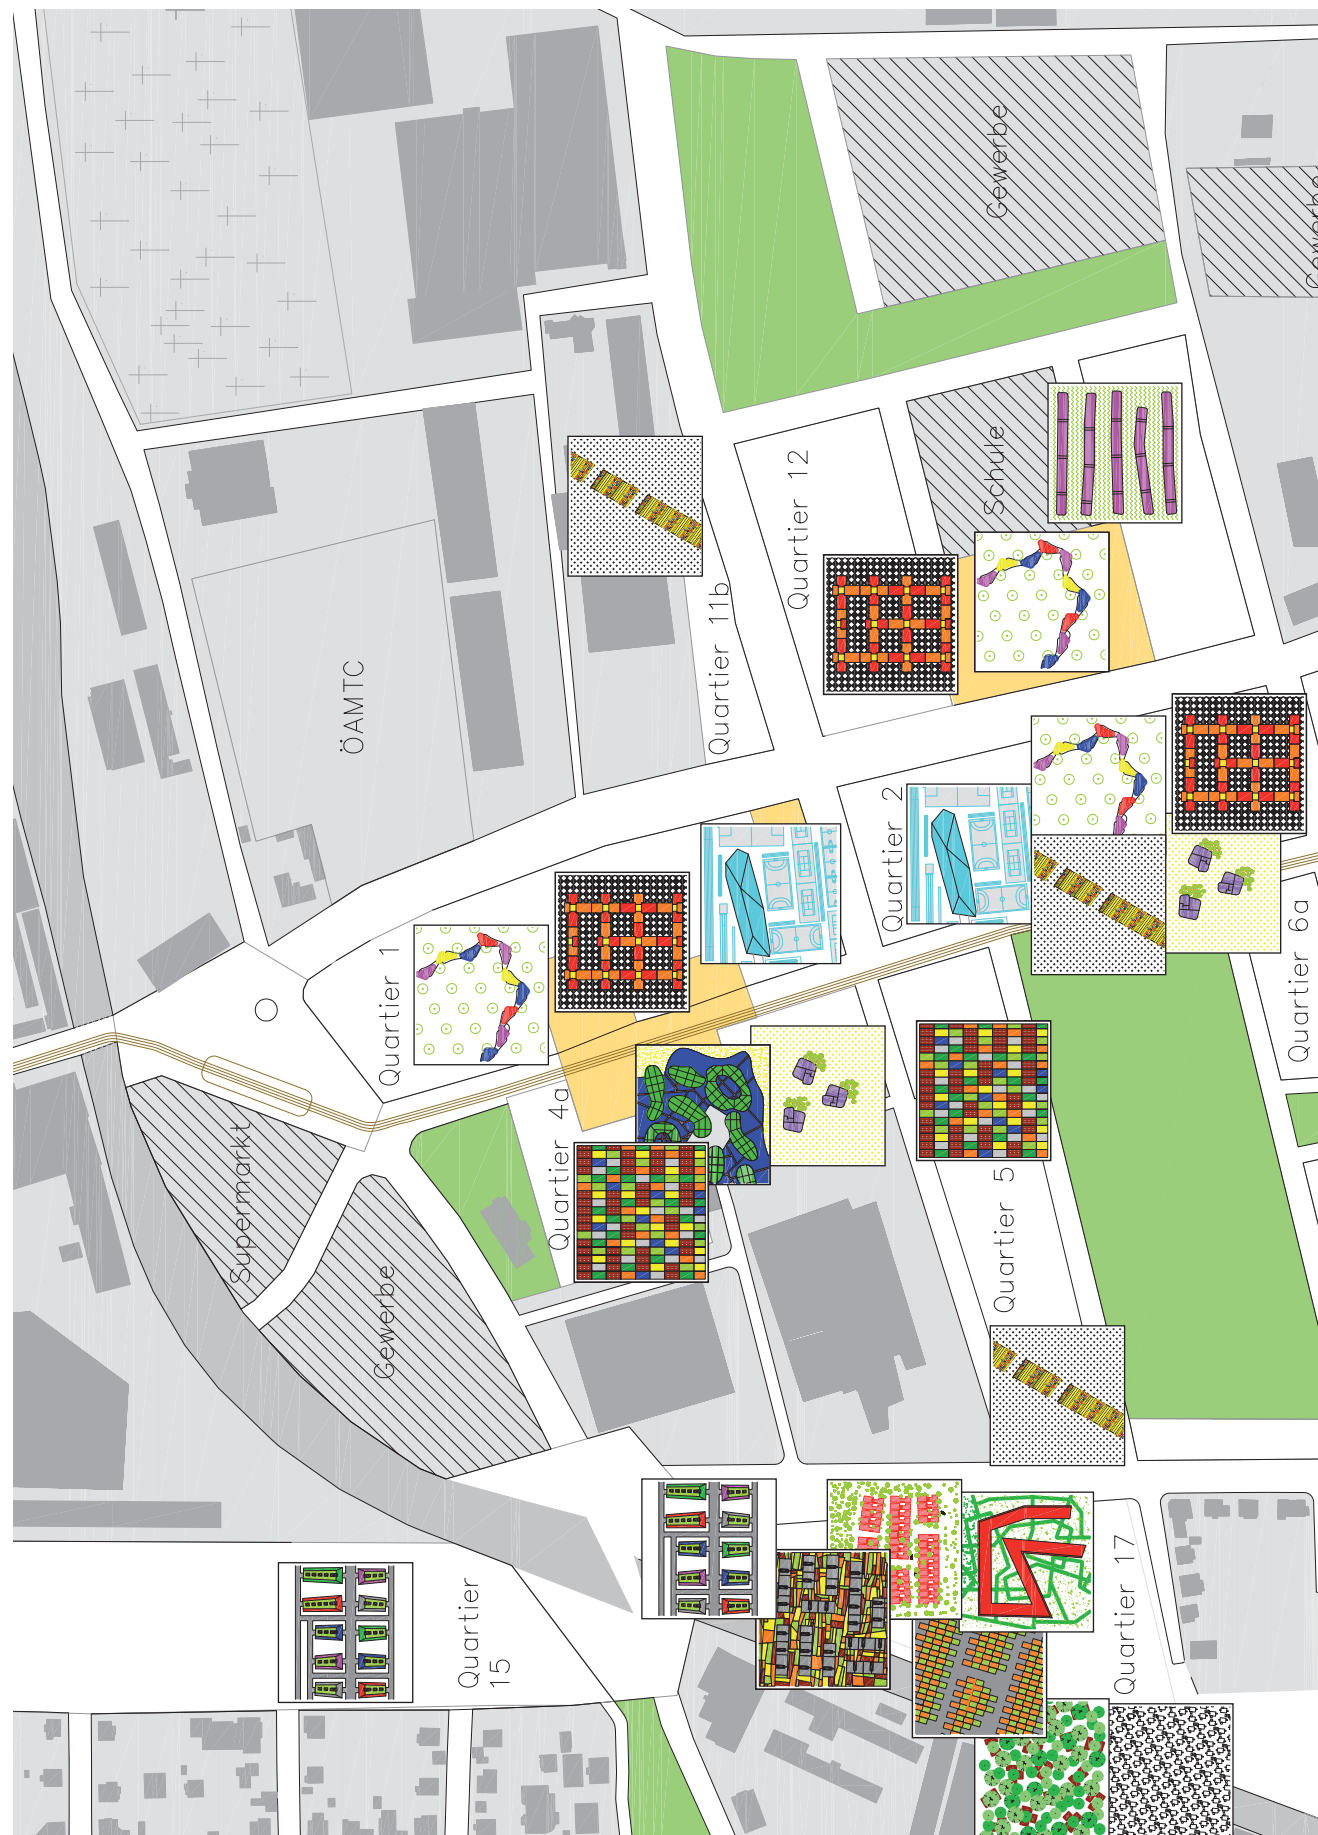 Gewerbe
Gewerbe
Schule
Quartier 12
Quartier 11b
ÖAMTC
Quartier 2
Quartier 1
Quartier 6a
Quartier 4a
Quartier 5
Supermarkt
Gewerbe
Quartier 17
Quartier
15